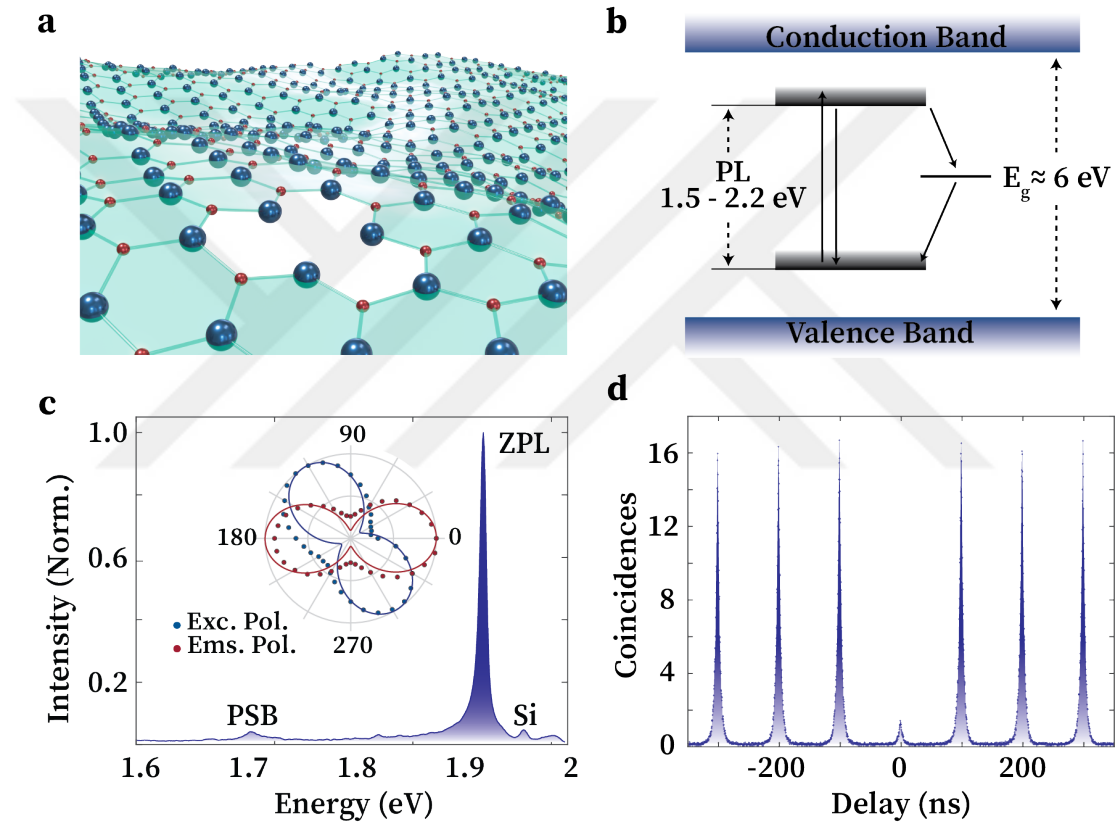 a
b
Conduction Band
PL
1.5 - 2.2 eV
E_g ≈ 6 eV
Valence Band
c
Intensity (Norm.)
1.0
0.6
0.2
90
180
0
270
Exc. Pol.
Ems. Pol.
ZPL
PSB
Si
1.6
1.7
1.8
1.9
2
Energy (eV)
d
Coincidences
16
12
8
4
0
-200
0
200
Delay (ns)